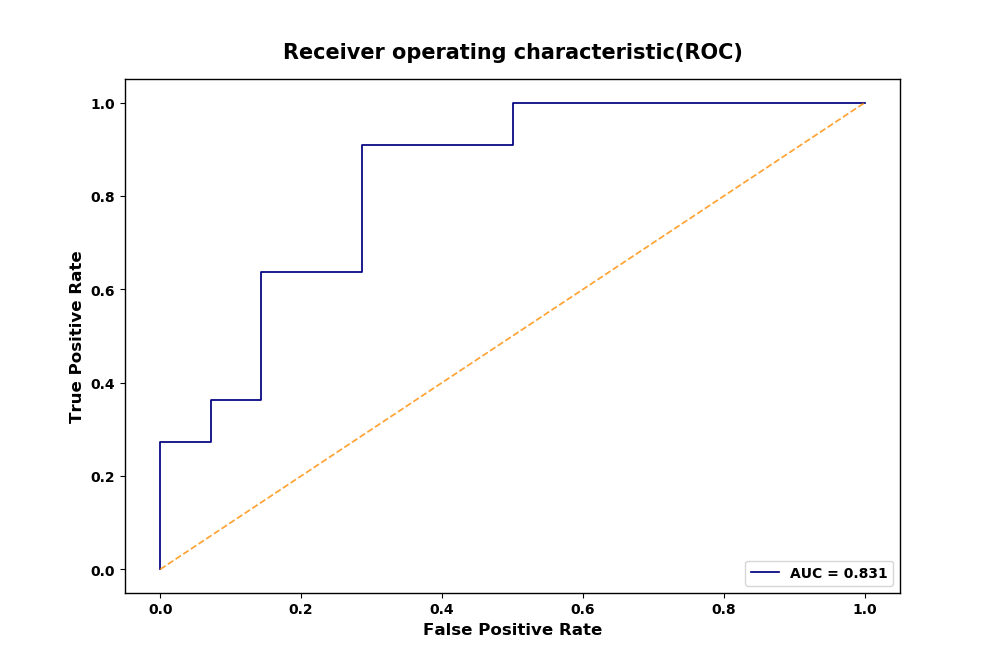 Receiver operating characteristic(ROC)
True Positive Rate
1.0
0.8
0.6
0.4
0.2
0.0
AUC = 0.831
0.0 0.2 0.4 0.6 0.8 1.0
False Positive Rate